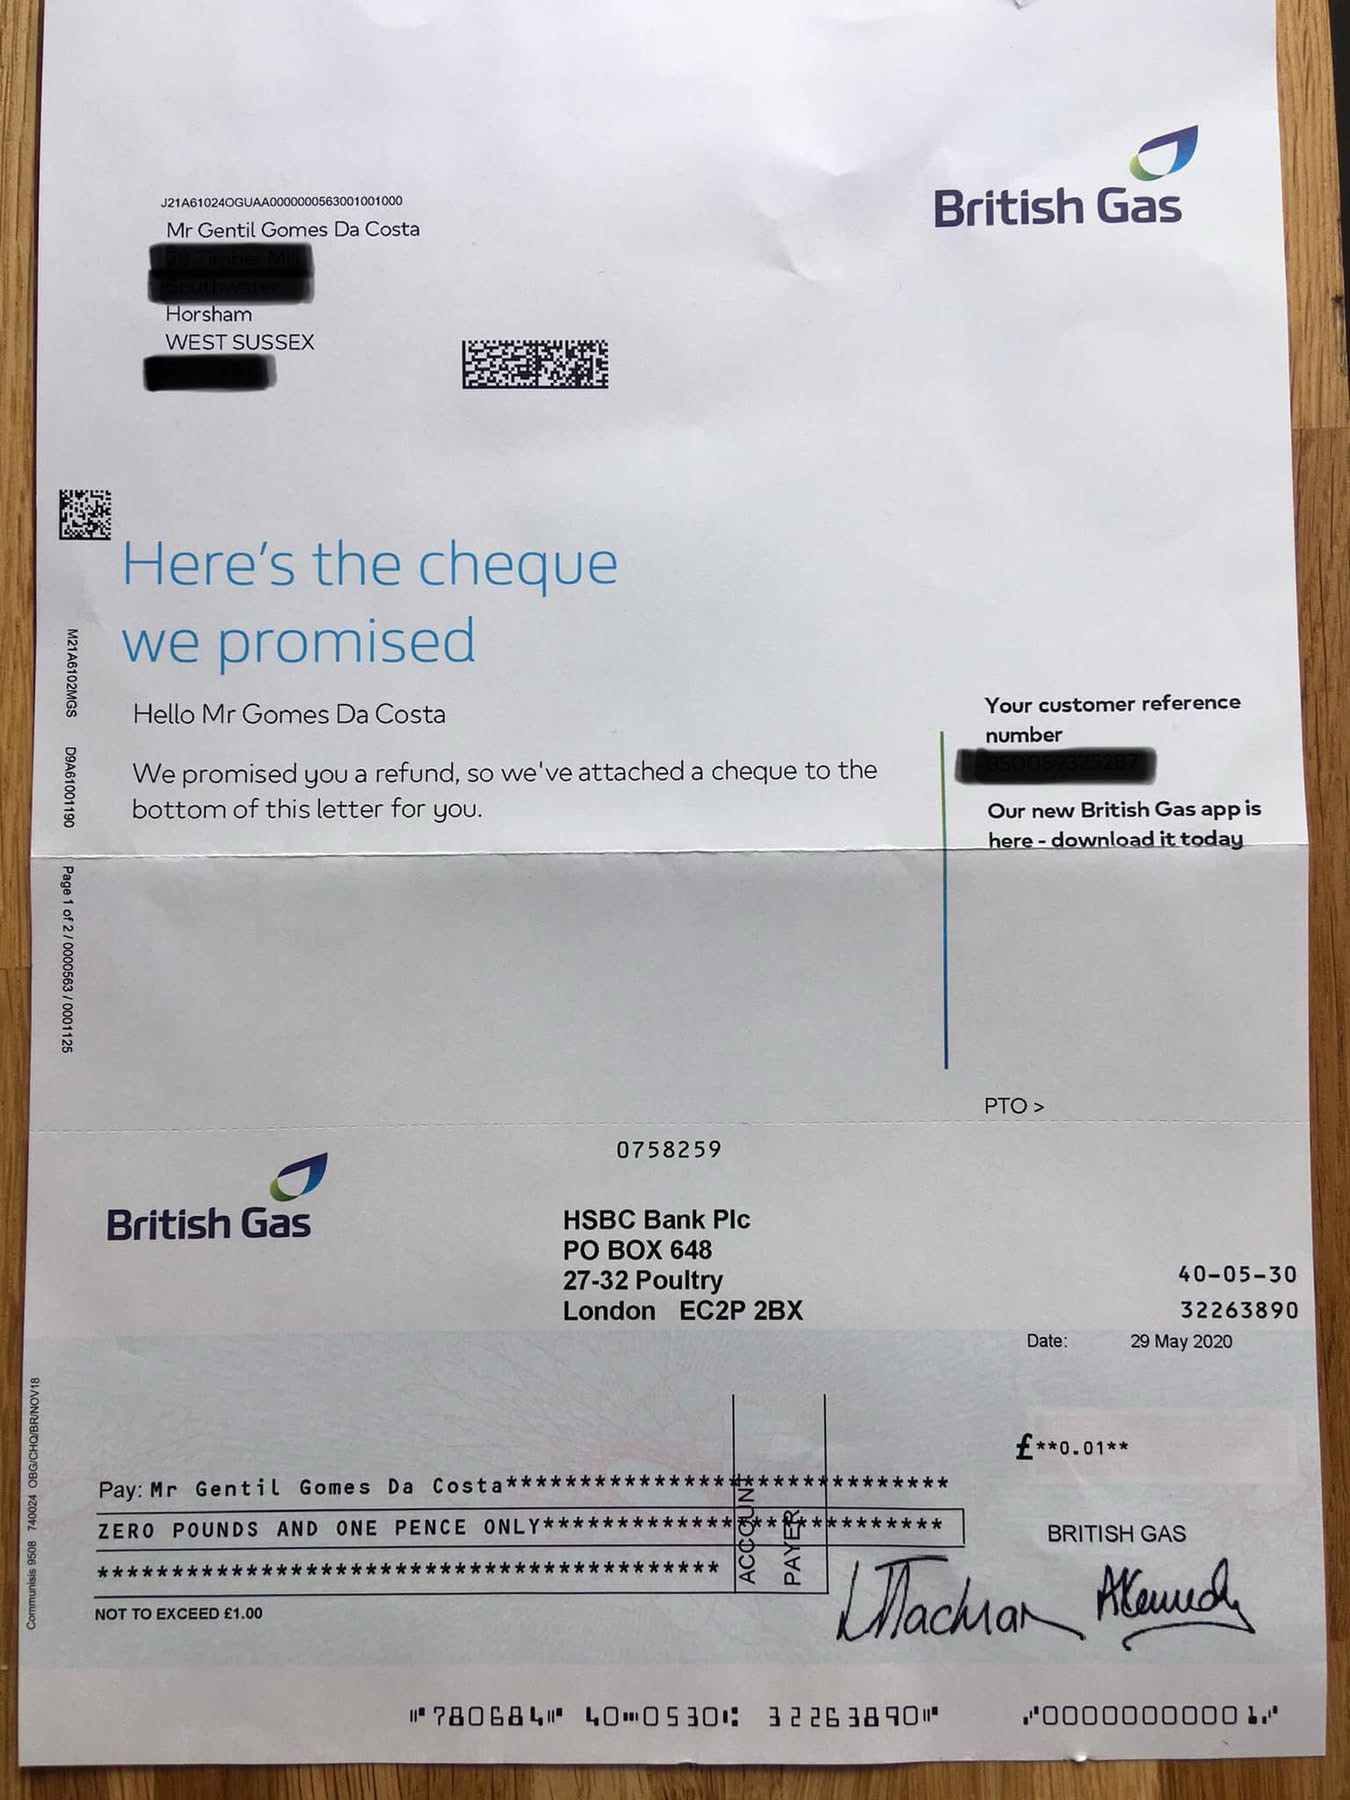 British Gas
J21A61024OGUAA0000000563001001000
Mr Gentil Gomes Da Costa
Horsham
WEST SUSSEX
Here's the cheque
we promised
Hello Mr Gomes Da Costa
We promised you a refund, so we've attached a cheque to the
bottom of this letter for you.
Your customer reference
number
Our new British Gas app is
here - download it today
M21A6102MGS D9A61001190 Page 1 of 2 / 0000563 / 0001125
PTO >
0758259
British Gas
HSBC Bank Plc
PO BOX 648
27-32 Poultry
London EC2P 2BX
40-05-30
32263890
Date: 29 May 2020
£**0.01**
Pay: Mr Gentil Gomes Da Costa******************************
ZERO POUNDS AND ONE PENCE ONLY*******************************
******************************************
ACCOUNT
PAYEE
NOT TO EXCEED £1.00
BRITISH GAS
AKennedy
Communisis 8508 740024 OBG/CHQ/BR/NOV18
⑈780684⑈ 40⑉0530⑆ 32263890⑈ ⑇00000000001⑇